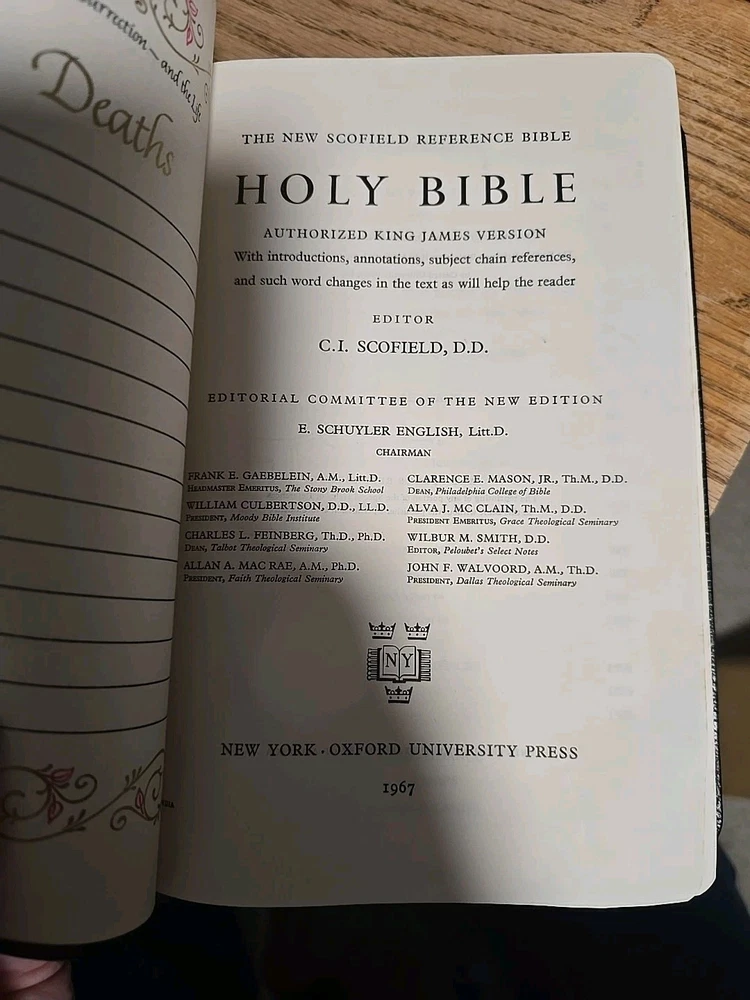 surrection ~ and the Life
Deaths
THE NEW SCOFIELD REFERENCE BIBLE
HOLY BIBLE
AUTHORIZED KING JAMES VERSION
With introductions, annotations, subject chain references,
and such word changes in the text as will help the reader
EDITOR
C.I. SCOFIELD, D.D.
EDITORIAL COMMITTEE OF THE NEW EDITION
E. SCHUYLER ENGLISH, Litt.D.
CHAIRMAN
FRANK E. GAEBELEIN, A.M., Litt.D.
HEADMASTER EMERITUS, The Stony Brook School
WILLIAM CULBERTSON, D.D., LL.D.
PRESIDENT, Moody Bible Institute
CHARLES L. FEINBERG, Th.D., Ph.D.
DEAN, Talbot Theological Seminary
ALLAN A. MAC RAE, A.M., Ph.D.
PRESIDENT, Faith Theological Seminary
CLARENCE E. MASON, JR., Th.M., D.D.
DEAN, Philadelphia College of Bible
ALVA J. MC CLAIN, Th.M., D.D.
PRESIDENT EMERITUS, Grace Theological Seminary
WILBUR M. SMITH, D.D.
EDITOR, Peloubet's Select Notes
JOHN F. WALVOORD, A.M., Th.D.
PRESIDENT, Dallas Theological Seminary
NY
NEW YORK · OXFORD UNIVERSITY PRESS
1967